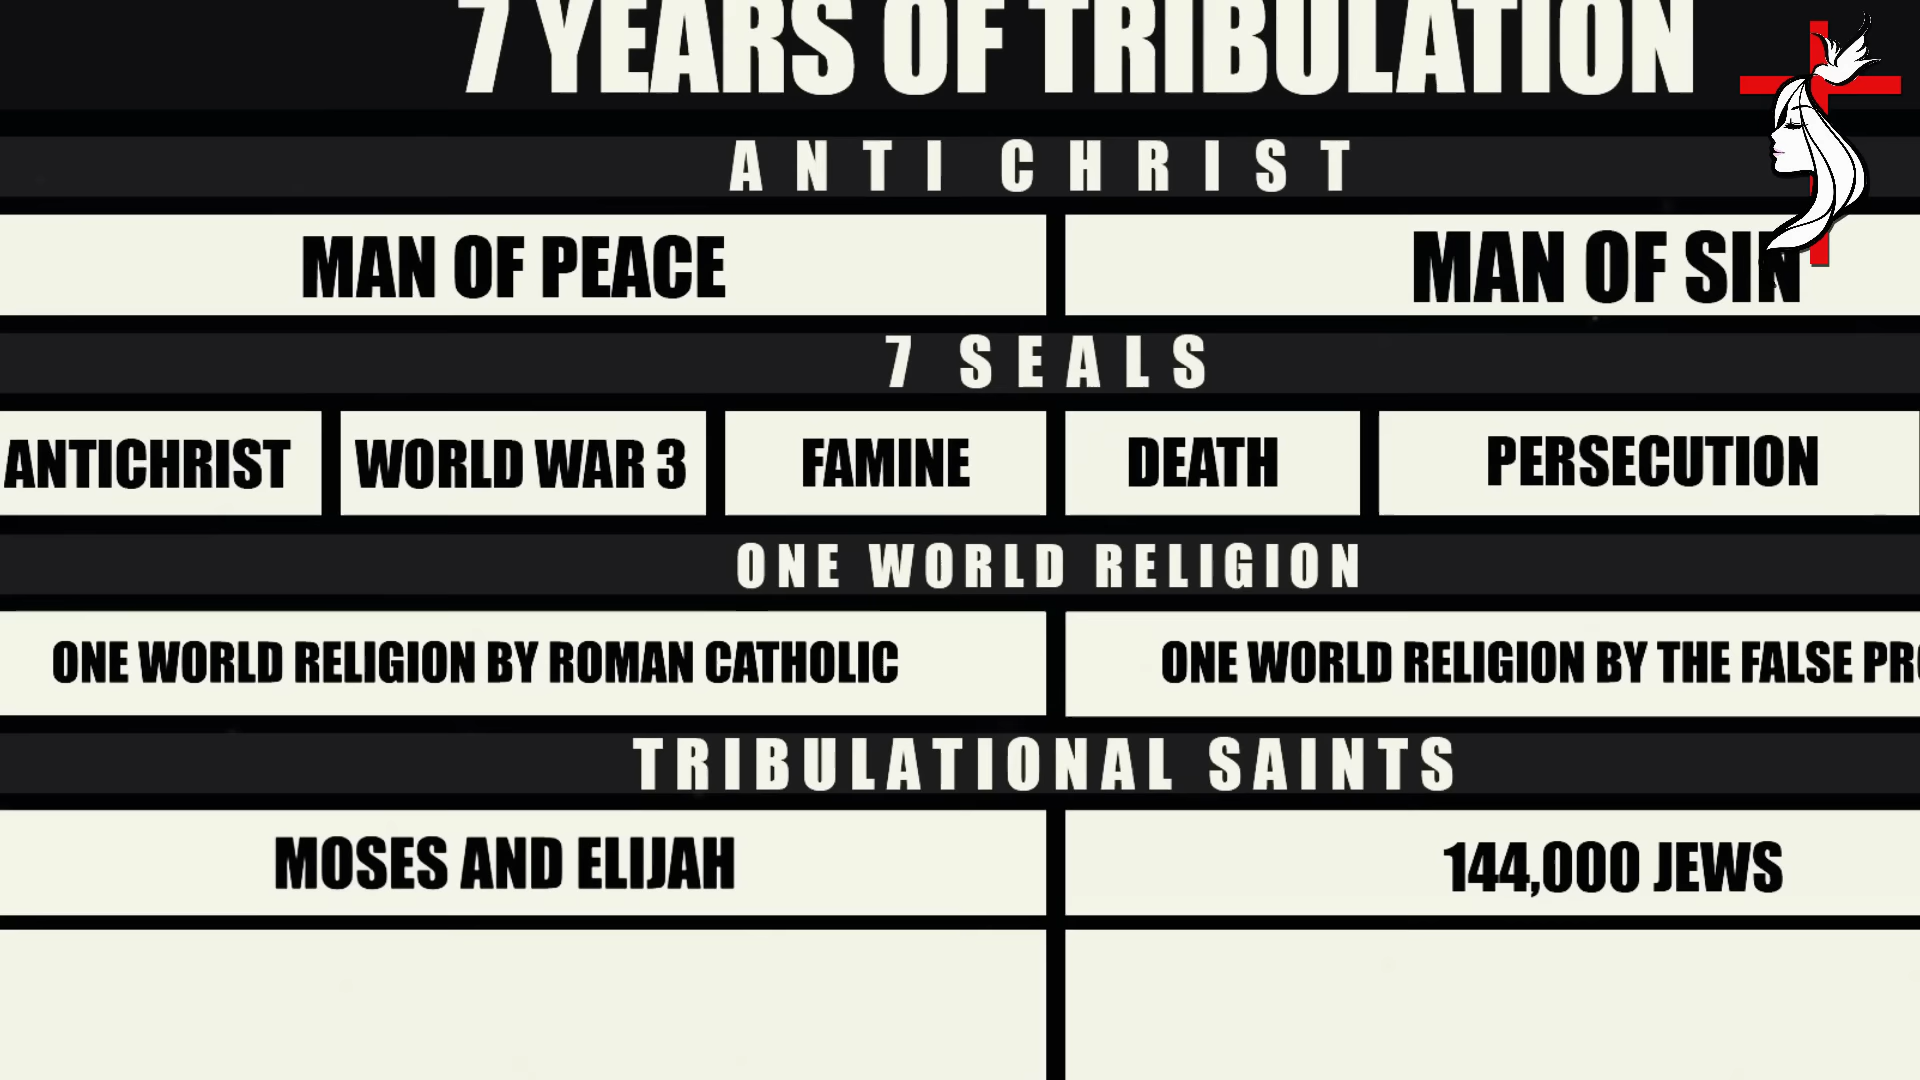 7 YEARS OF TRIBULATION
ANTI CHRIST
MAN OF PEACE
MAN OF SIN
7 SEALS
ANTICHRIST
WORLD WAR 3
FAMINE
DEATH
PERSECUTION
ONE WORLD RELIGION
ONE WORLD RELIGION BY ROMAN CATHOLIC
ONE WORLD RELIGION BY THE FALSE
TRIBULATIONAL SAINTS
MOSES AND ELIJAH
144,000 JEWS